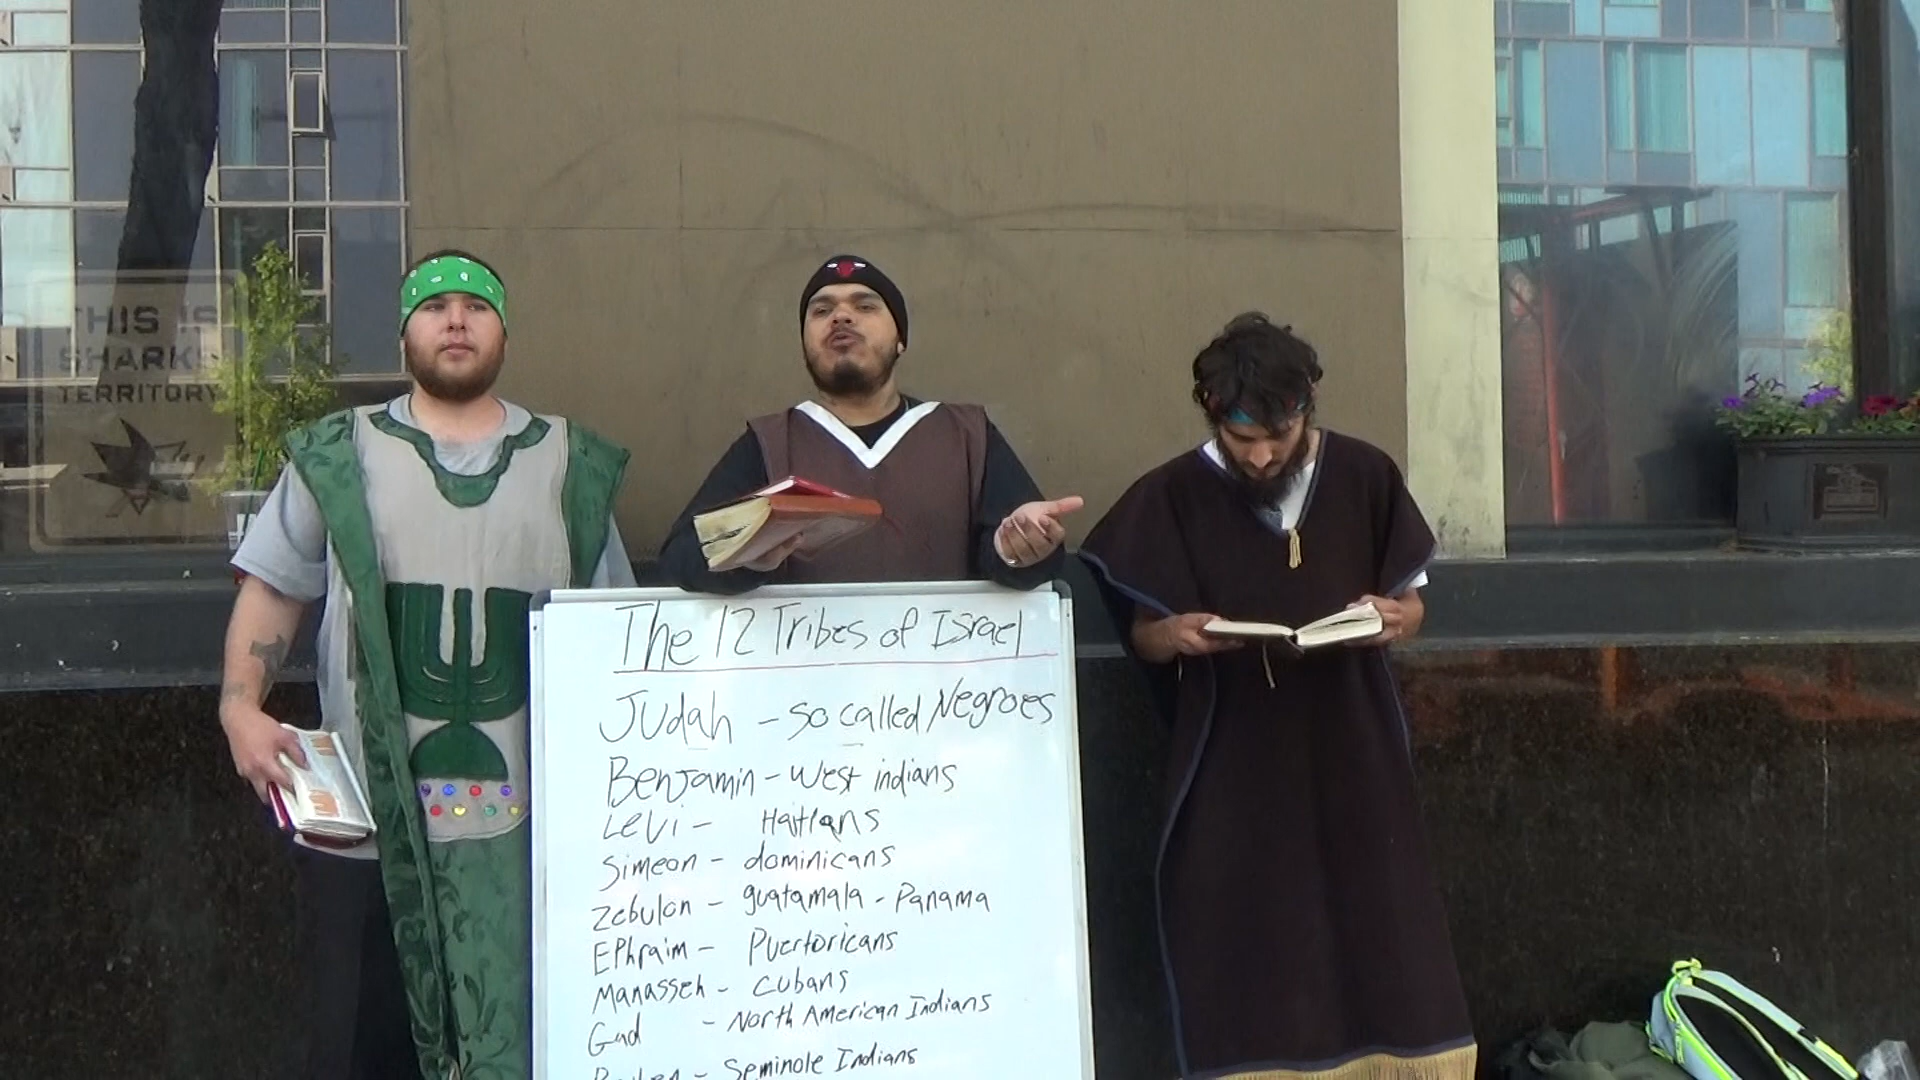 THIS IS
SHARKS
TERRITORY
The 12 Tribes of Israel
JUdah - so called Negroes
Benjamin - West indians
Levi - Haitians
Simeon - dominicans
Zebulon - guatamala - Panama
EPhraim - Puertoricans
Manasseh - Cubans
Gad - North American Indians
Reuben - Seminole Indians